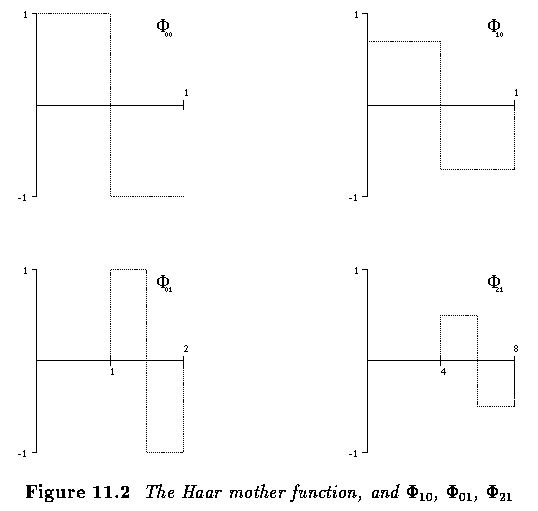 1 Φ00
1
-1
1 Φ10
1
-1
1 Φ01
2
1
-1
1 Φ21
8
4
-1
Figure 11.2 The Haar mother function, and Φ10, Φ01, Φ21